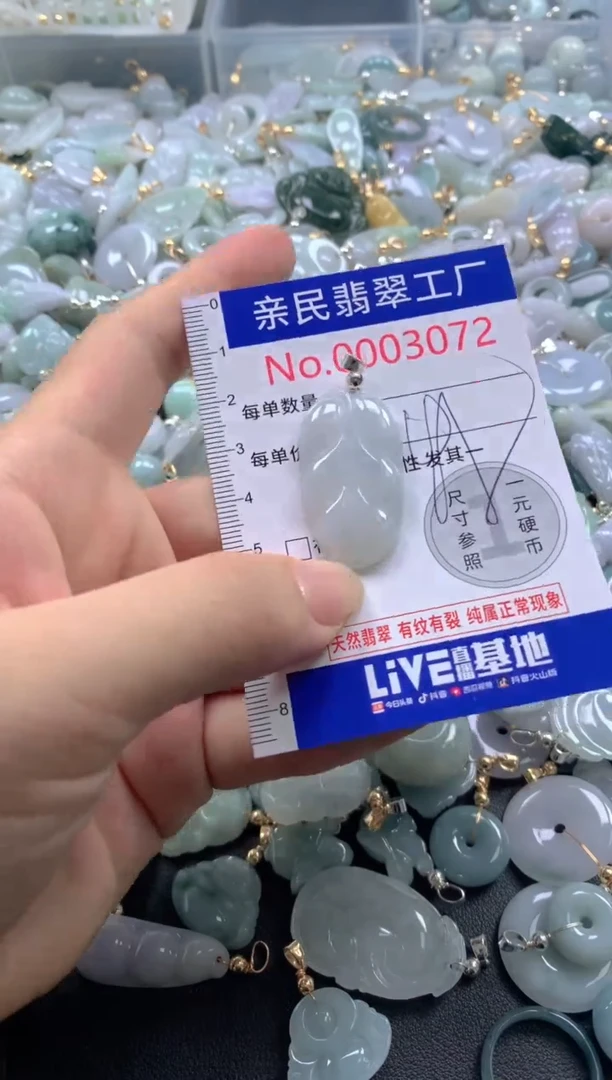 0
亲民翡翠工厂
1
No.0003072
2
每单数量
3
每单价
性发其一
4
5
尺寸参照
一元硬币
1
天然翡翠 有纹有裂 纯属正常现象
LIVE直播基地
今日头条 抖音 西瓜视频 抖音火山版
8